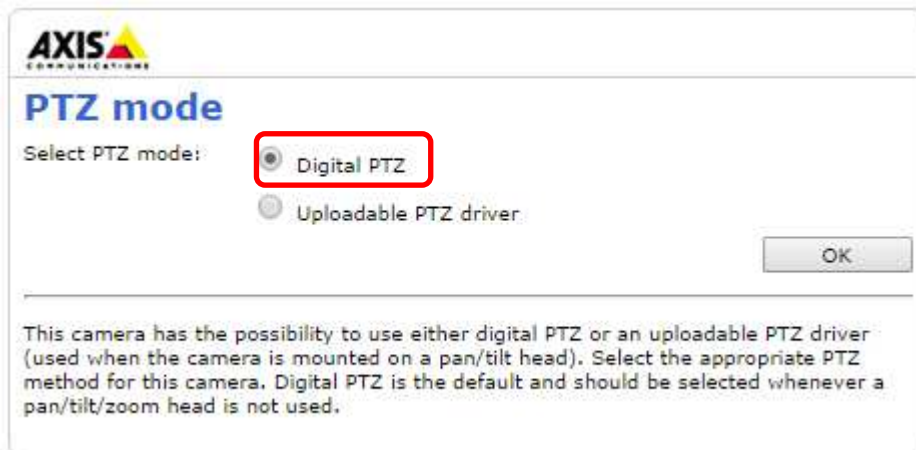 AXIS
COMMUNICATIONS
PTZ mode
Select PTZ mode:
Digital PTZ
Uploadable PTZ driver
OK
This camera has the possibility to use either digital PTZ or an uploadable PTZ driver
(used when the camera is mounted on a pan/tilt head). Select the appropriate PTZ
method for this camera. Digital PTZ is the default and should be selected whenever a
pan/tilt/zoom head is not used.